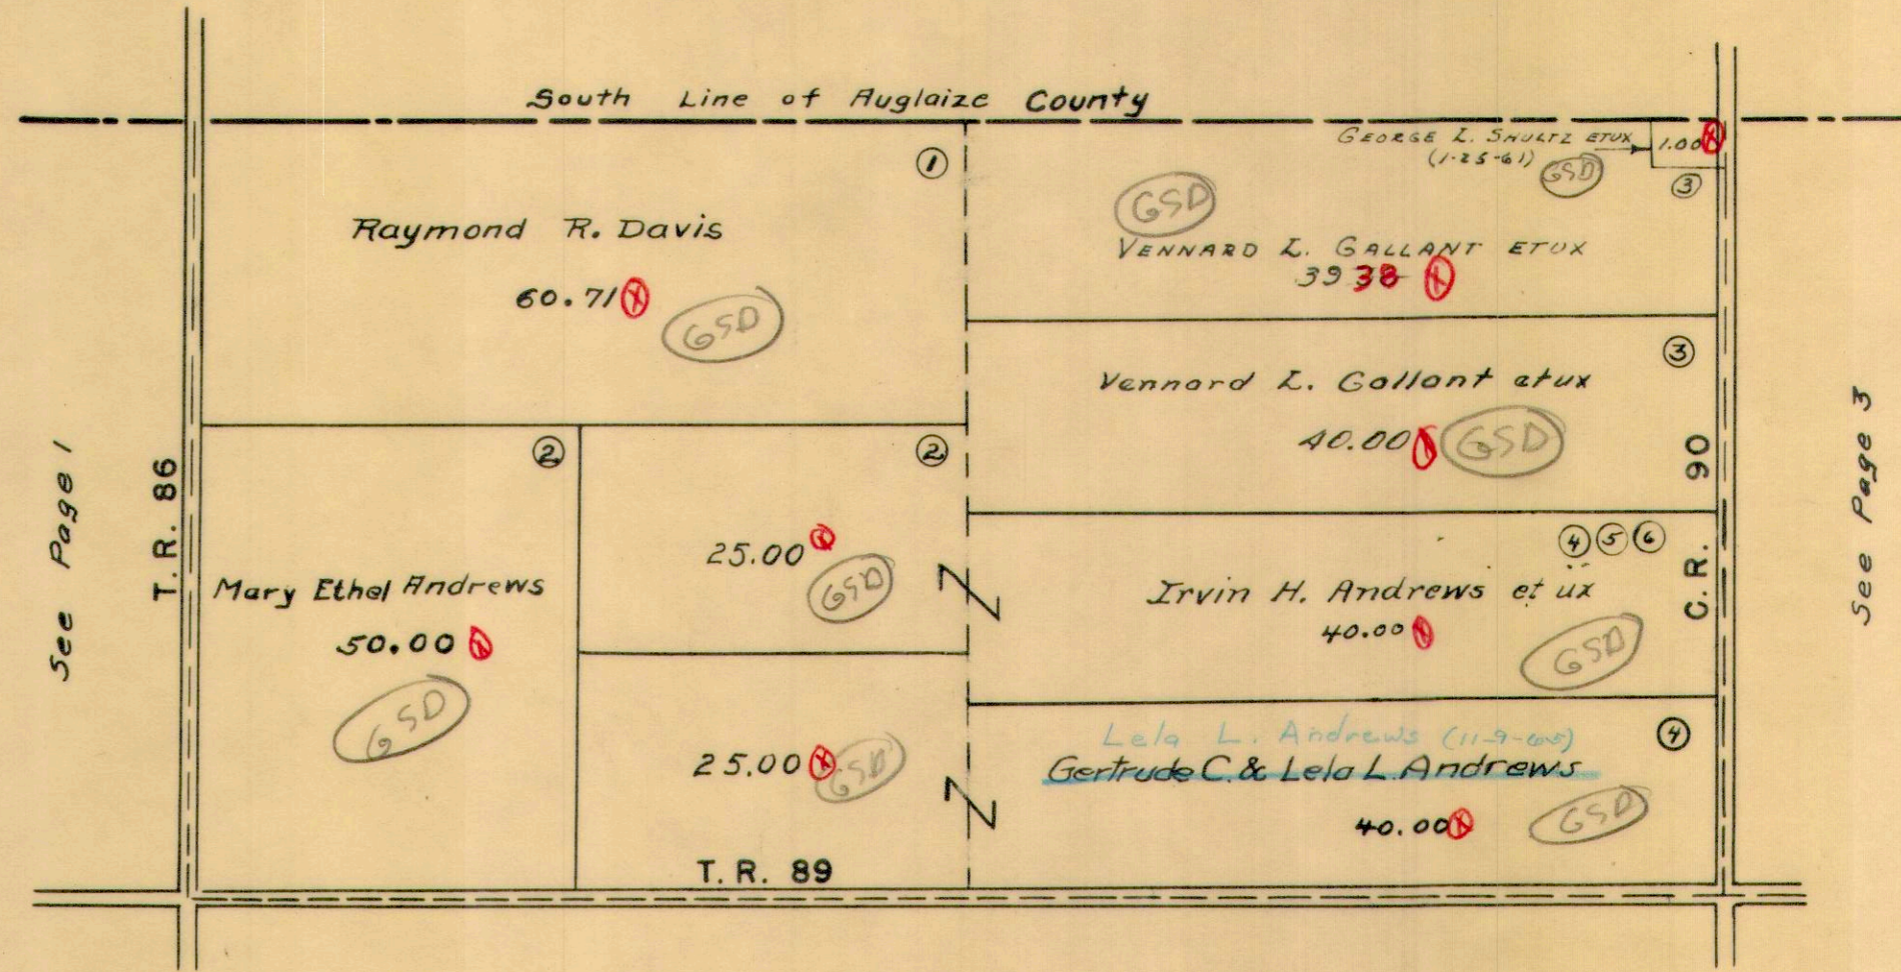 South Line of Auglaize County
GEORGE L. SHULTZ ETUX
(1-25-61)
1.00 X
GSD
3
1
Raymond R. Davis
60.71 X
GSD
GSD
VENNARD L. GALLANT ETUX
3938 X
3
Vennard L. Gallant etux
40.00 X
GSD
2
Mary Ethel Andrews
50.00 X
GSD
2
25.00 X
GSD
25.00 X
GSD
4 5 6
Irvin H. Andrews et ux
40.00 X
GSD
4
Lela L. Andrews (11-9-65)
Gertrude C. & Lela L. Andrews
40.00 X
GSD
Z
Z
T.R. 89
See Page 1
T.R. 86
C.R. 90
See Page 3